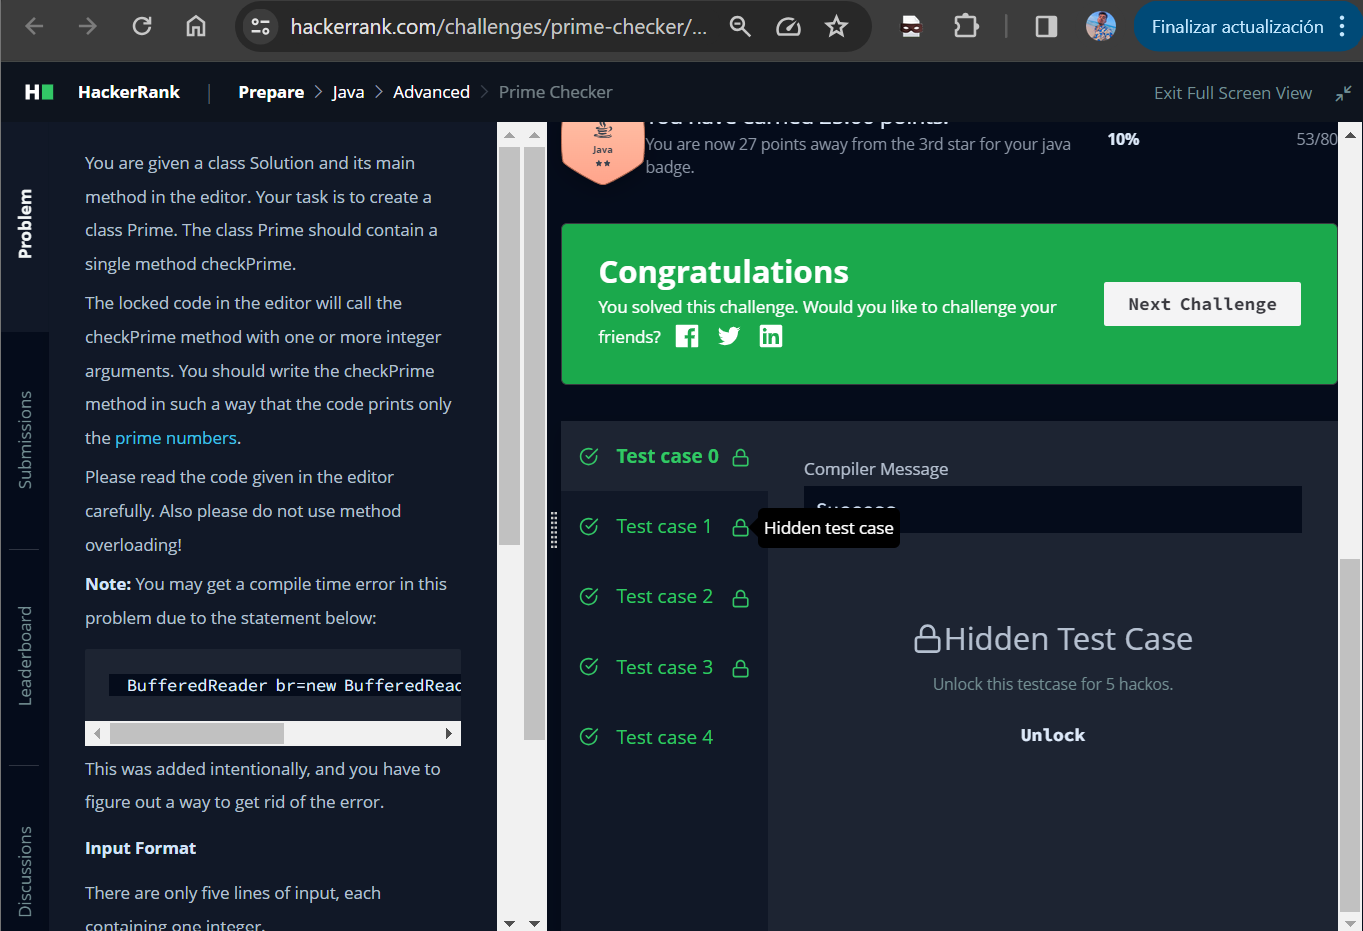 hackerrank.com/challenges/prime-checker/...
Finalizar actualización
H
HackerRank
Prepare > Java > Advanced > Prime Checker
Exit Full Screen View
Problem
Submissions
Leaderboard
Discussions
You are given a class Solution and its main
method in the editor. Your task is to create a
class Prime. The class Prime should contain a
single method checkPrime.
The locked code in the editor will call the
checkPrime method with one or more integer
arguments. You should write the checkPrime
method in such a way that the code prints only
the prime numbers.
Please read the code given in the editor
carefully. Also please do not use method
overloading!
Note: You may get a compile time error in this
problem due to the statement below:
BufferedReader br=new BufferedReac
This was added intentionally, and you have to
figure out a way to get rid of the error.
Input Format
There are only five lines of input, each
containing one integer.
Java
You have earned 25.00 points!
You are now 27 points away from the 3rd star for your java
badge.
10%
53/80
Congratulations
You solved this challenge. Would you like to challenge your
friends?
Next Challenge
Test case 0
Test case 1
Test case 2
Test case 3
Test case 4
Compiler Message
Success
Hidden test case
Hidden Test Case
Unlock this testcase for 5 hackos.
Unlock